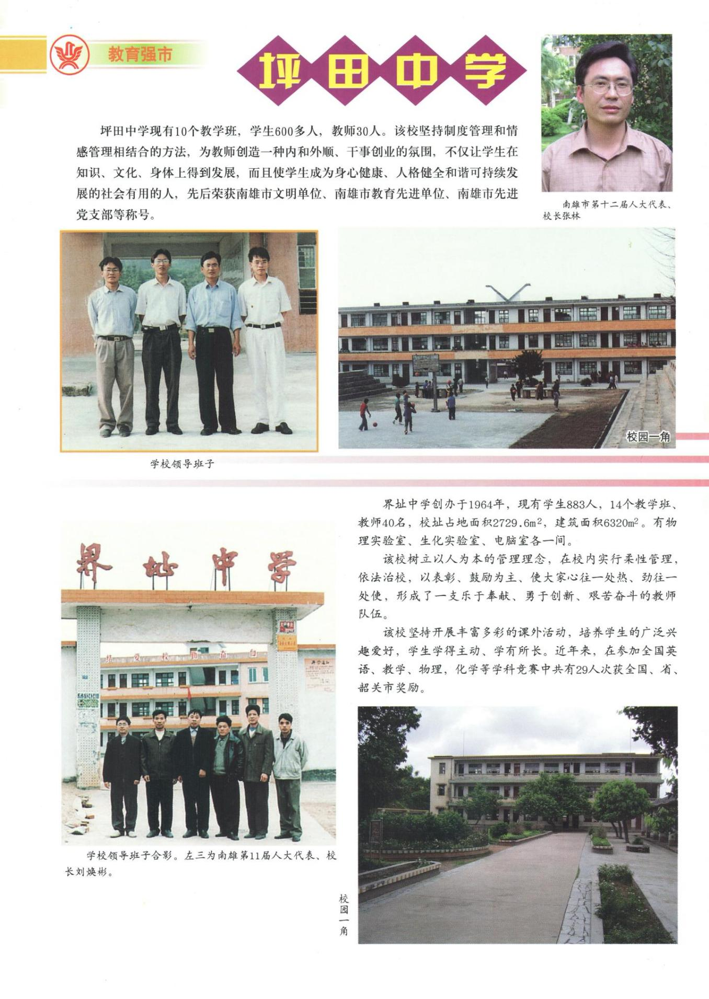 教育强市
坪田中学
坪田中学现有10个教学班，学生600多人，教师30人。该校坚持制度管理和情
感管理相结合的方法，为教师创造一种内和外顺、干事创业的氛围，不仅让学生在
知识、文化、身体上得到发展，而且使学生成为身心健康、人格健全和谐可持续发
展的社会有用的人，先后荣获南雄市文明单位、南雄市教育先进单位、南雄市先进
党支部等称号。
南雄市第十二届人大代表、
校长张林
校园一角
学校领导班子
界址中学创办于1964年，现有学生883人，14个教学班、
教师40名，校址占地面积2729.6m²，建筑面积6320m²。有物
理实验室、生化实验室、电脑室各一间。
该校树立以人为本的管理理念，在校内实行柔性管理，
依法治校，以表彰、鼓励为主、使大家心往一处热、劲往一
处使，形成了一支乐于奉献、勇于创新、艰苦奋斗的教师
队伍。
该校坚持开展丰富多彩的课外活动，培养学生的广泛兴
趣爱好，学生学得主动、学有所长。近年来，在参加全国英
语、教学、物理，化学等学科竞赛中共有29人次获全国、省、
韶关市奖励。
界址中学
结爱校勤奋向
开学通知
学校领导班子合影。左三为南雄第11届人大代表、校
长刘焕彬。
校园一角